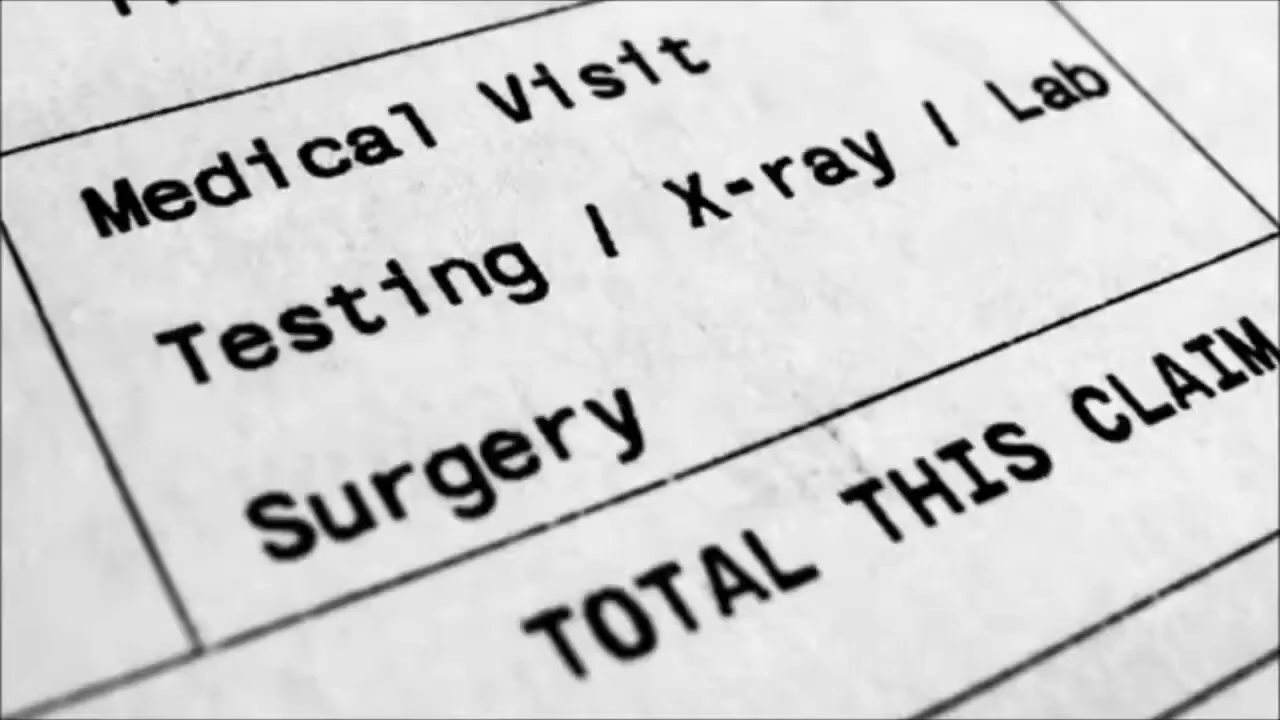 Medical Visit
Testing | X-ray | Lab
Surgery
TOTAL THIS CLAIM